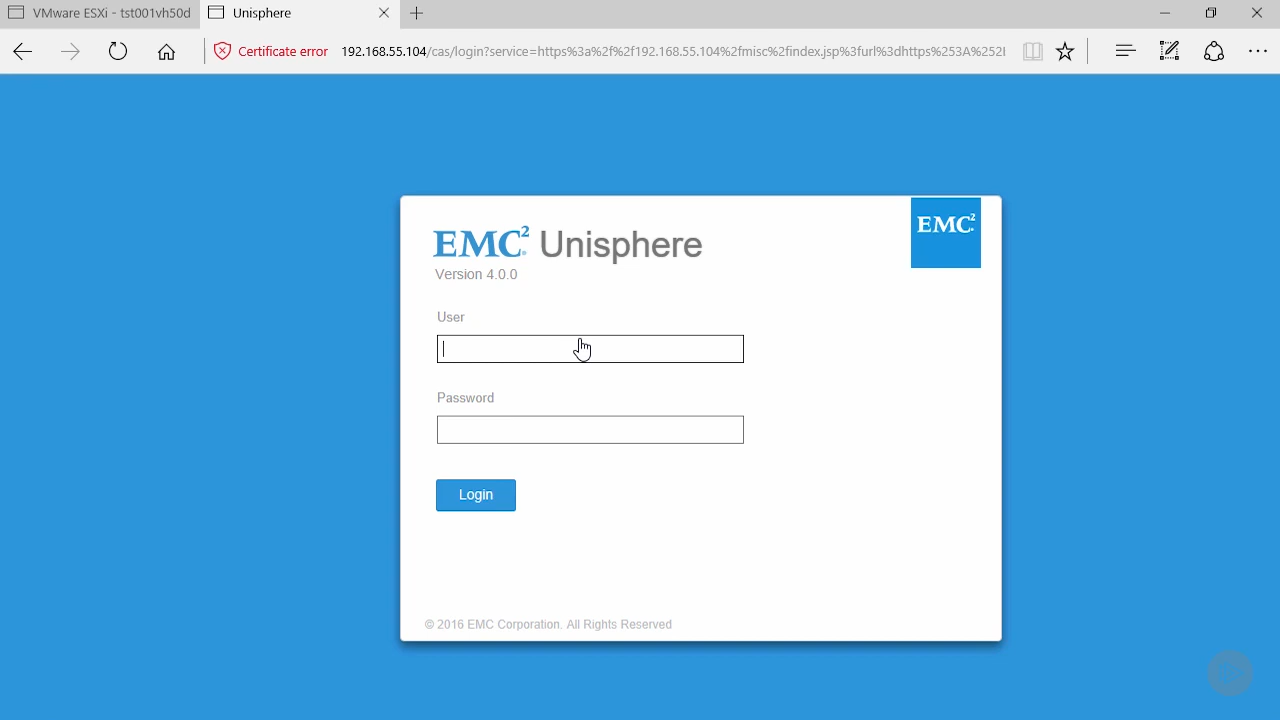 VMware ESXi - tst001vh50d
Unisphere
Certificate error
192.168.55.104/cas/login?service=https%3a%2f%2f192.168.55.104%2fmisc%2findex.jsp%3furl%3dhttps%253A%252I
EMC²
EMC² Unisphere
Version 4.0.0
User
Password
Login
© 2016 EMC Corporation. All Rights Reserved